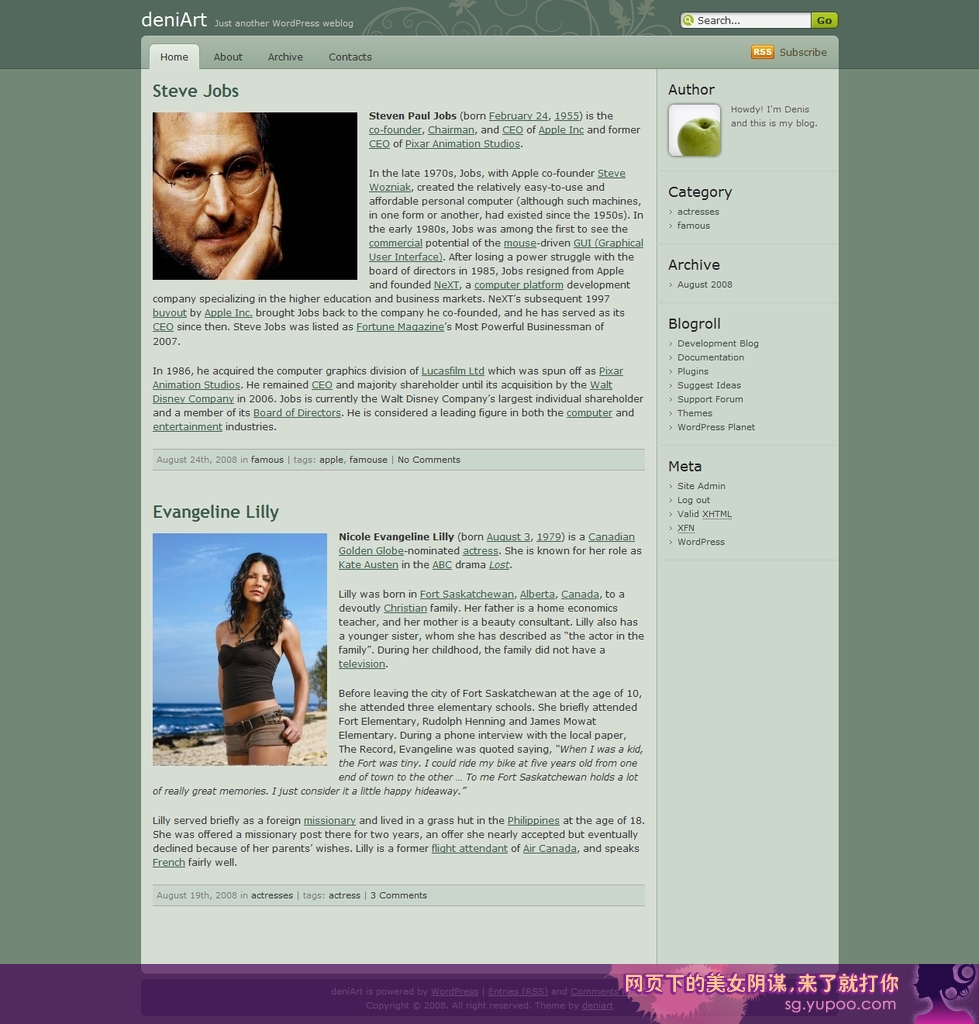 deniArt Just another WordPress weblog
Search... Go
Home About Archive Contacts
RSS Subscribe
Steve Jobs
Steven Paul Jobs (born February 24, 1955) is the
co-founder, Chairman, and CEO of Apple Inc and former
CEO of Pixar Animation Studios.
In the late 1970s, Jobs, with Apple co-founder Steve
Wozniak, created the relatively easy-to-use and
affordable personal computer (although such machines,
in one form or another, had existed since the 1950s). In
the early 1980s, Jobs was among the first to see the
commercial potential of the mouse-driven GUI (Graphical
User Interface). After losing a power struggle with the
board of directors in 1985, Jobs resigned from Apple
and founded NeXT, a computer platform development
company specializing in the higher education and business markets. NeXT's subsequent 1997
buyout by Apple Inc. brought Jobs back to the company he co-founded, and he has served as its
CEO since then. Steve Jobs was listed as Fortune Magazine's Most Powerful Businessman of
2007.
In 1986, he acquired the computer graphics division of Lucasfilm Ltd which was spun off as Pixar
Animation Studios. He remained CEO and majority shareholder until its acquisition by the Walt
Disney Company in 2006. Jobs is currently the Walt Disney Company's largest individual shareholder
and a member of its Board of Directors. He is considered a leading figure in both the computer and
entertainment industries.
August 24th, 2008 in famous | tags: apple, famouse | No Comments
Evangeline Lilly
Nicole Evangeline Lilly (born August 3, 1979) is a Canadian
Golden Globe-nominated actress. She is known for her role as
Kate Austen in the ABC drama Lost.
Lilly was born in Fort Saskatchewan, Alberta, Canada, to a
devoutly Christian family. Her father is a home economics
teacher, and her mother is a beauty consultant. Lilly also has
a younger sister, whom she has described as “the actor in the
family”. During her childhood, the family did not have a
television.
Before leaving the city of Fort Saskatchewan at the age of 10,
she attended three elementary schools. She briefly attended
Fort Elementary, Rudolph Henning and James Mowat
Elementary. During a phone interview with the local paper,
The Record, Evangeline was quoted saying, “When I was a kid,
the Fort was tiny. I could ride my bike at five years old from one
end of town to the other … To me Fort Saskatchewan holds a lot
of really great memories. I just consider it a little happy hideaway.”
Lilly served briefly as a foreign missionary and lived in a grass hut in the Philippines at the age of 18.
She was offered a missionary post there for two years, an offer she nearly accepted but eventually
declined because of her parents' wishes. Lilly is a former flight attendant of Air Canada, and speaks
French fairly well.
August 19th, 2008 in actresses | tags: actress | 3 Comments
Author
Howdy! I'm Denis
and this is my blog.
Category
› actresses
› famous
Archive
› August 2008
Blogroll
› Development Blog
› Documentation
› Plugins
› Suggest Ideas
› Support Forum
› Themes
› WordPress Planet
Meta
› Site Admin
› Log out
› Valid XHTML
› XFN
› WordPress
deniArt is powered by WordPress | Entries (RSS) and Comments
Copyright © 2008. All right reserved. Theme by deniart
网页下的美女阴谋,来了就打你
sg.yupoo.com